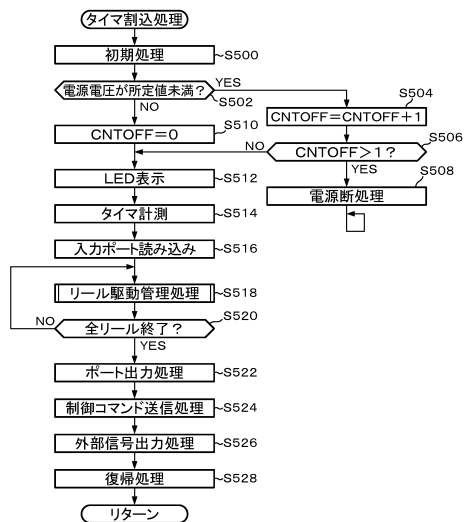 タイマ割込処理
初期処理
S500
電源電圧が所定値未満?
YES
S502
NO
S504
CNTOFF=CNTOFF+1
CNTOFF=0
S510
NO
CNTOFF>1?
S506
YES
LED表示
S512
電源断処理
S508
タイマ計測
S514
入力ポート読み込み
S516
リール駆動管理処理
S518
NO
全リール終了?
S520
YES
ポート出力処理
S522
制御コマンド送信処理
S524
外部信号出力処理
S526
復帰処理
S528
リターン